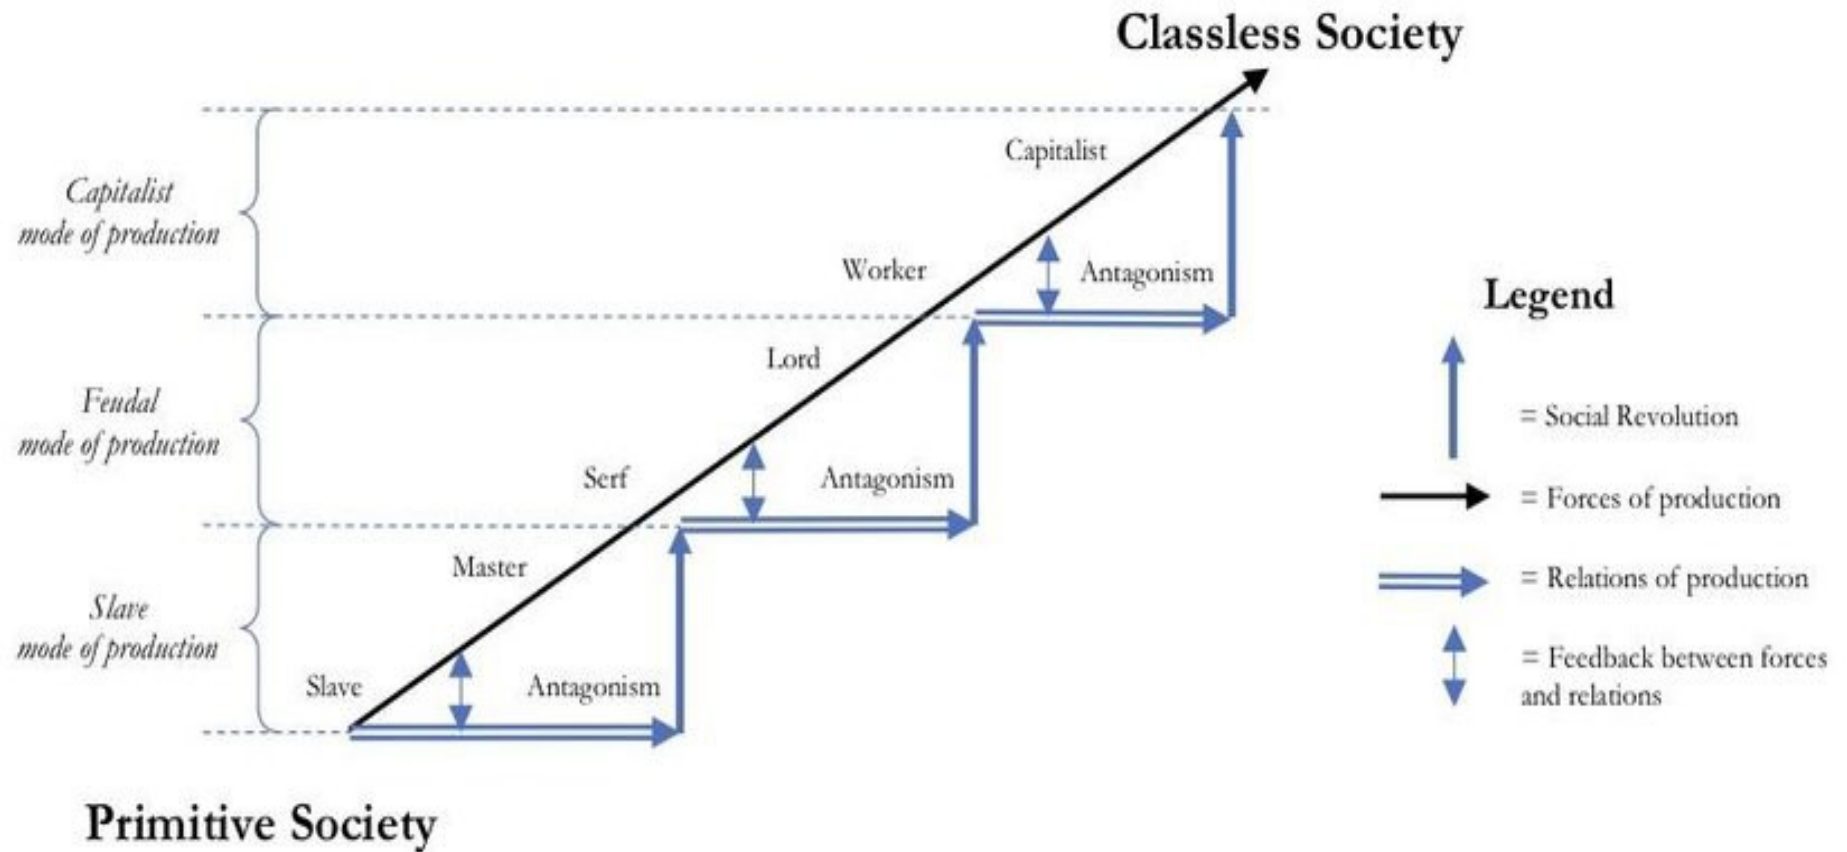 Classless Society
Capitalist
Capitalist
mode of production
Worker
Antagonism
Lord
Feudal
mode of production
Serf
Antagonism
Master
Slave
mode of production
Slave
Antagonism
Primitive Society
Legend
= Social Revolution
= Forces of production
= Relations of production
= Feedback between forces
and relations